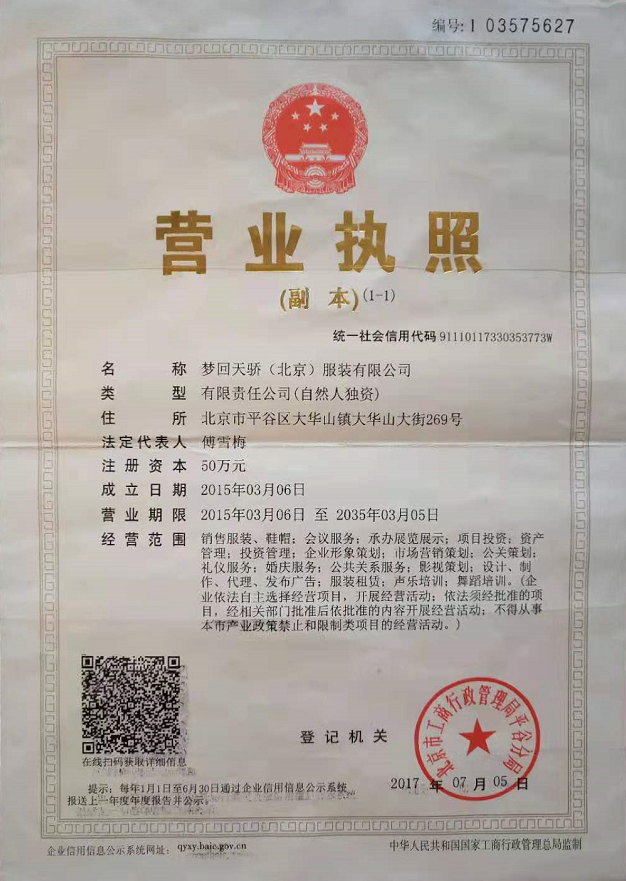 编号:1 03575627
营业执照
(副 本)(1-1)
统一社会信用代码 91110117330353773W
名 称 梦回天骄（北京）服装有限公司
类 型 有限责任公司(自然人独资)
住 所 北京市平谷区大华山镇大华山大街269号
法定代表人 傅雪梅
注册资本 50万元
成立日期 2015年03月06日
营业期限 2015年03月06日 至 2035年03月05日
经营范围 销售服装、鞋帽；会议服务；承办展览展示；项目投资；资产
管理；投资管理；企业形象策划；市场营销策划；公关策划；
礼仪服务；婚庆服务；公共关系服务；影视策划；设计、制
作、代理、发布广告；服装租赁；声乐培训；舞蹈培训。（企
业依法自主选择经营项目，开展经营活动；依法须经批准的项
目，经相关部门批准后依批准的内容开展经营活动；不得从事
本市产业政策禁止和限制类项目的经营活动。）
在线扫码获取详细信息
登记机关
北京市工商行政管理局平谷分局
2017 年 07 月 05 日
提示：每年1月1日至6月30日通过企业信用信息公示系统
报送上一年度年度报告并公示。
企业信用信息公示系统网址： qyxy.baic.gov.cn
中华人民共和国国家工商行政管理总局监制